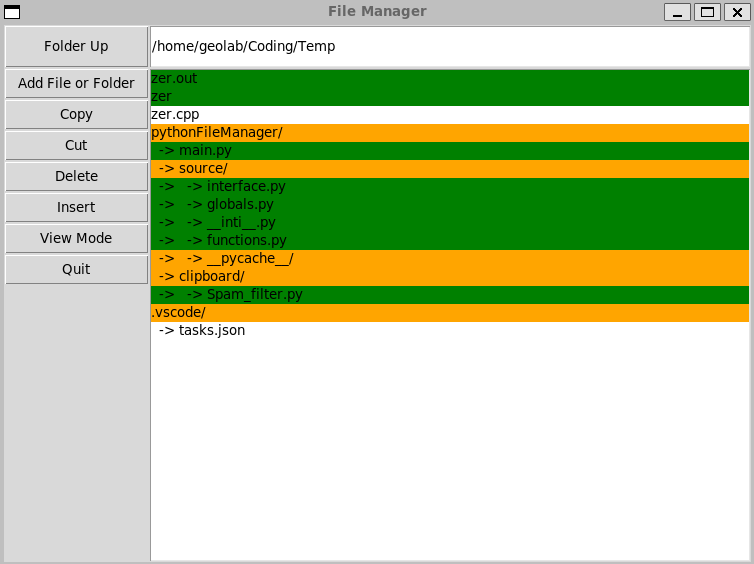 File Manager
Folder Up
/home/geolab/Coding/Temp
Add File or Folder
Copy
Cut
Delete
Insert
View Mode
Quit
zer.out
zer
zer.cpp
pythonFileManager/
-> main.py
-> source/
-> -> interface.py
-> -> globals.py
-> -> __inti__.py
-> -> functions.py
-> -> __pycache__/
-> clipboard/
-> -> Spam_filter.py
.vscode/
-> tasks.json